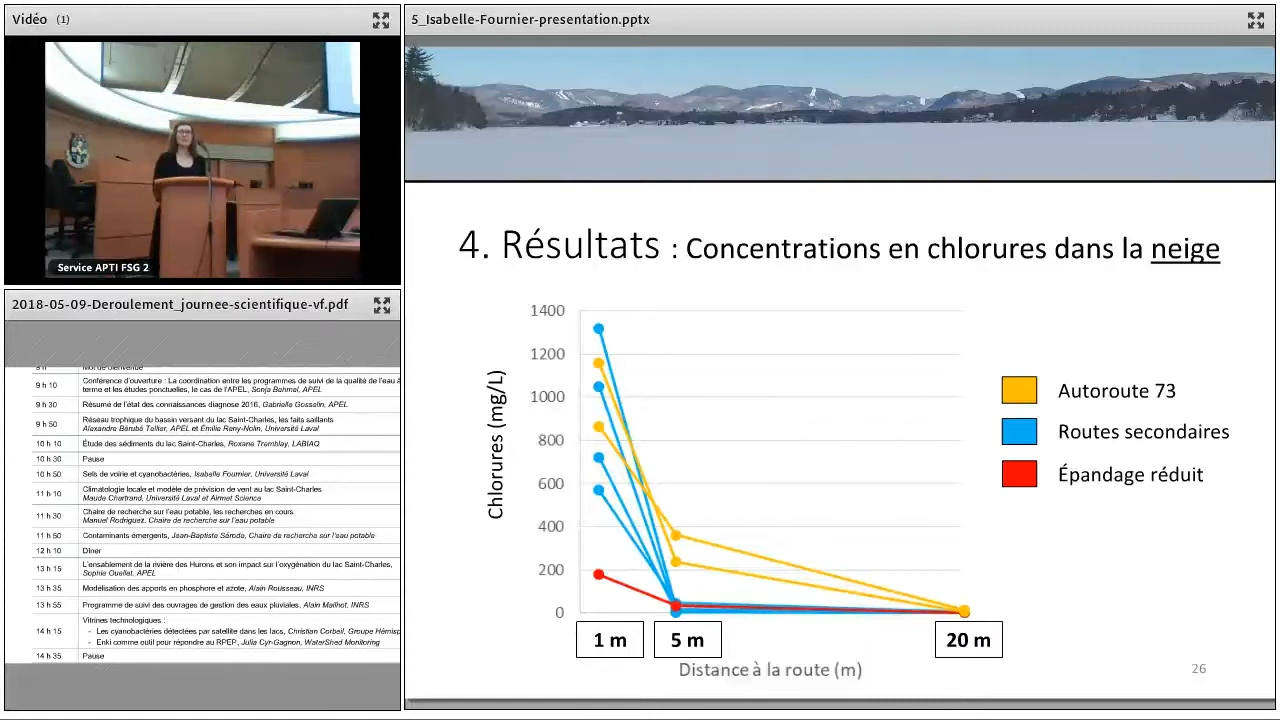 Vidéo (1)
Service APTI FSG 2
2018-05-09-Deroulement_journee-scientifique-vf.pdf
9 h Mot de bienvenue
9 h 10 Conférence d'ouverture : La coordination entre les programmes de suivi de la qualité de l'eau à
terme et les études ponctuelles, le cas de l'APEL, Sonja Behmel, APEL
9 h 30 Résumé de l'état des connaissances diagnose 2016, Gabrielle Gosselin, APEL
9 h 50 Réseau trophique du bassin versant du lac Saint-Charles, les faits saillants
Alexandre Bérubé Tellier, APEL et Émilie Reny-Nolin, Université Laval
10 h 10 Étude des sédiments du lac Saint-Charles, Roxane Tremblay, LABIAQ
10 h 30 Pause
10 h 50 Sels de voirie et cyanobactéries, Isabelle Fournier, Université Laval
11 h 10 Climatologie locale et modèle de prévision de vent au lac Saint-Charles
Maude Chartrand, Université Laval et Airmet Science
11 h 30 Chaire de recherche sur l'eau potable, les recherches en cours
Manuel Rodriguez, Chaire de recherche sur l'eau potable
11 h 50 Contaminants émergents, Jean-Baptiste Sérodes, Chaire de recherche sur l'eau potable
12 h 10 Dîner
13 h 15 L'ensablement de la rivière des Hurons et son impact sur l'oxygénation du lac Saint-Charles,
Sophie Ouellet, APEL
13 h 35 Modélisation des apports en phosphore et azote, Alain Rousseau, INRS
13 h 55 Programme de suivi des ouvrages de gestion des eaux pluviales, Alain Mailhot, INRS
Vitrines technologiques :
14 h 15 - Les cyanobactéries détectées par satellite dans les lacs, Christian Corbeil, Groupe Hémisp
- Enki comme outil pour répondre au RPEP, Julia Cyr-Gagnon, WaterShed Monitoring
14 h 35 Pause
5_Isabelle-Fournier-presentation.pptx
4. Résultats : Concentrations en chlorures dans la neige
Chlorures (mg/L)
1400
1200
1000
800
600
400
200
0
1 m 5 m 20 m
Distance à la route (m)
Autoroute 73
Routes secondaires
Épandage réduit
26